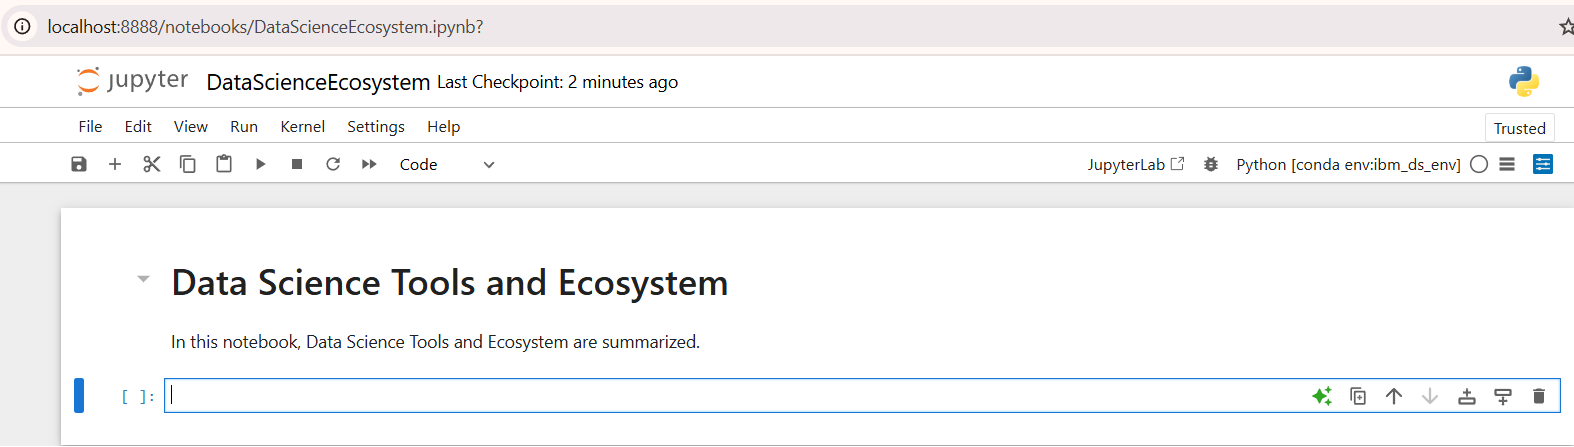 localhost:8888/notebooks/DataScienceEcosystem.ipynb?
jupyter DataScienceEcosystem Last Checkpoint: 2 minutes ago
File Edit View Run Kernel Settings Help
Trusted
Code JupyterLab Python [conda env:ibm_ds_env]
Data Science Tools and Ecosystem
In this notebook, Data Science Tools and Ecosystem are summarized.
[ ]: